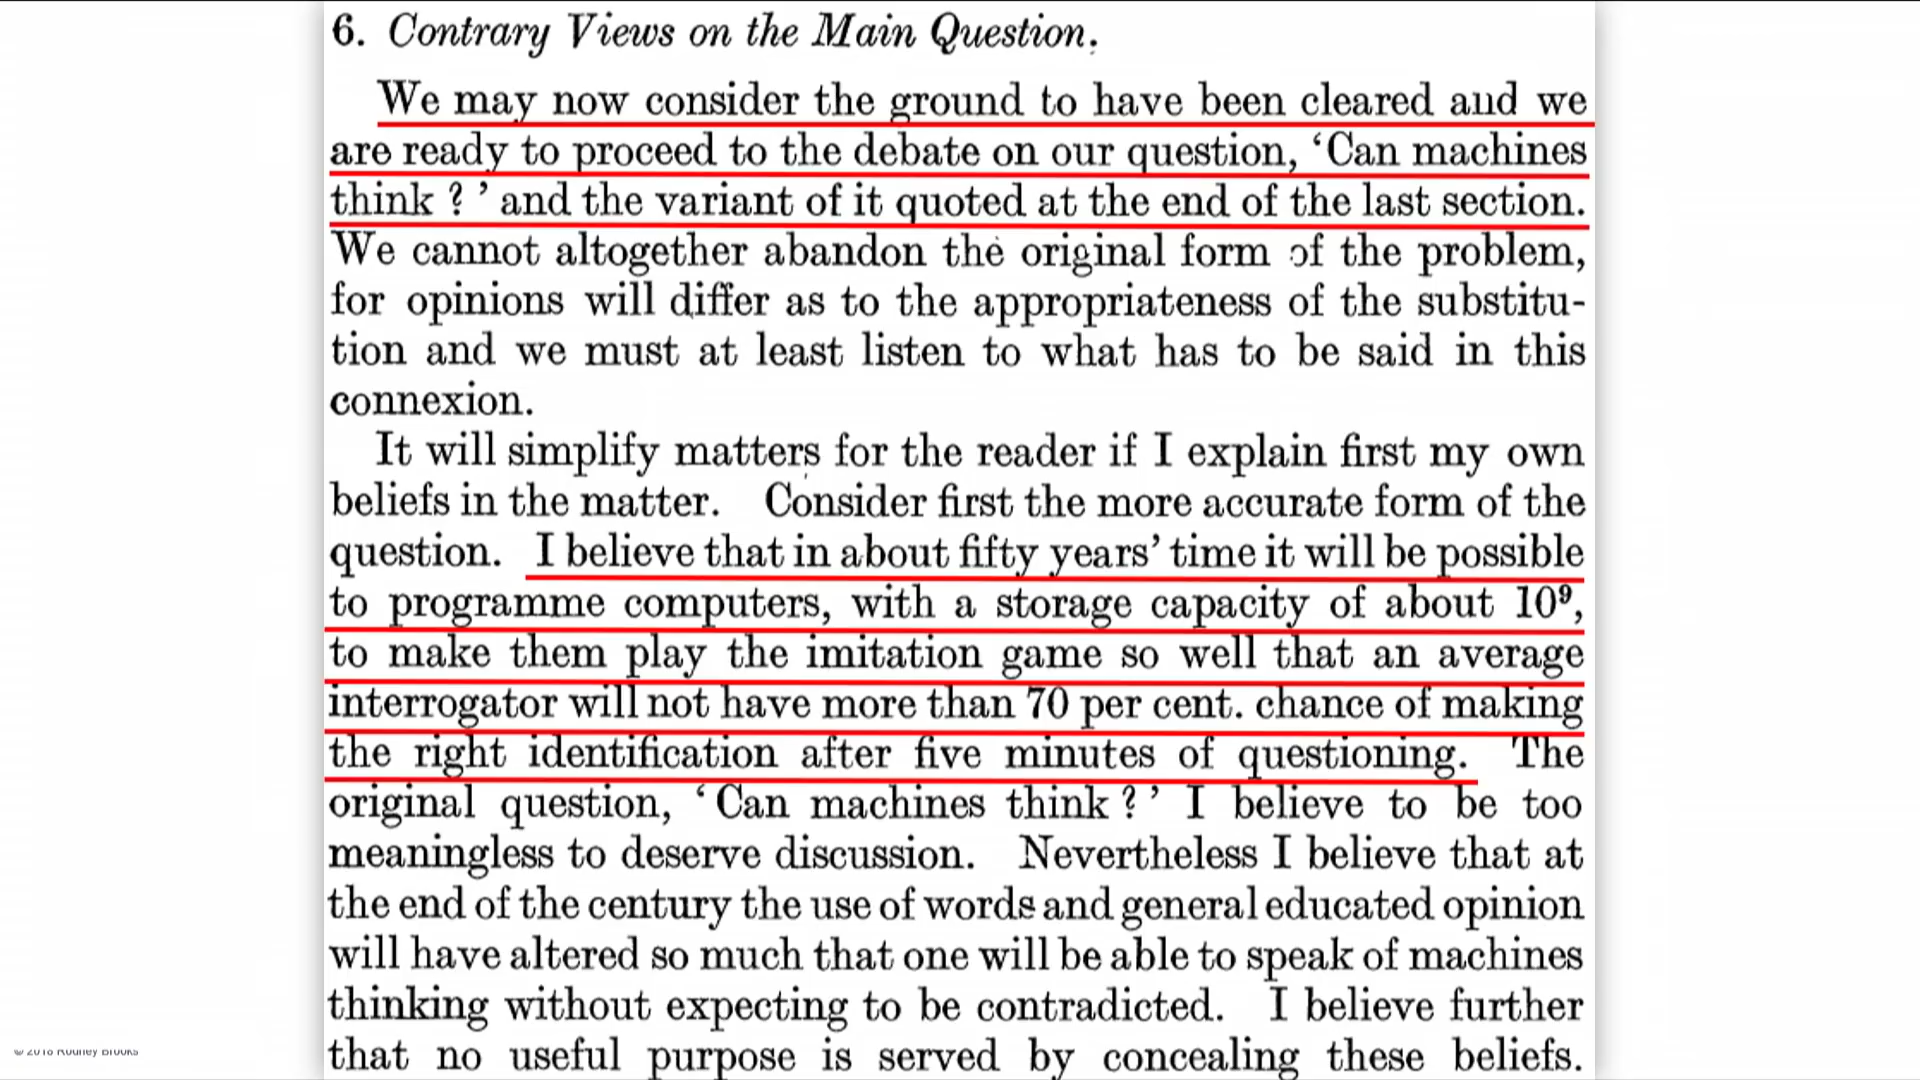 6. Contrary Views on the Main Question.
We may now consider the ground to have been cleared and we
are ready to proceed to the debate on our question, ‘Can machines
think ? ’ and the variant of it quoted at the end of the last section.
We cannot altogether abandon the original form of the problem,
for opinions will differ as to the appropriateness of the substitu-
tion and we must at least listen to what has to be said in this
connexion.
It will simplify matters for the reader if I explain first my own
beliefs in the matter. Consider first the more accurate form of the
question. I believe that in about fifty years’ time it will be possible
to programme computers, with a storage capacity of about 10⁹,
to make them play the imitation game so well that an average
interrogator will not have more than 70 per cent. chance of making
the right identification after five minutes of questioning. The
original question, ‘ Can machines think ? ’ I believe to be too
meaningless to deserve discussion. Nevertheless I believe that at
the end of the century the use of words and general educated opinion
will have altered so much that one will be able to speak of machines
thinking without expecting to be contradicted. I believe further
that no useful purpose is served by concealing these beliefs.
© 2018 Rodney Brooks